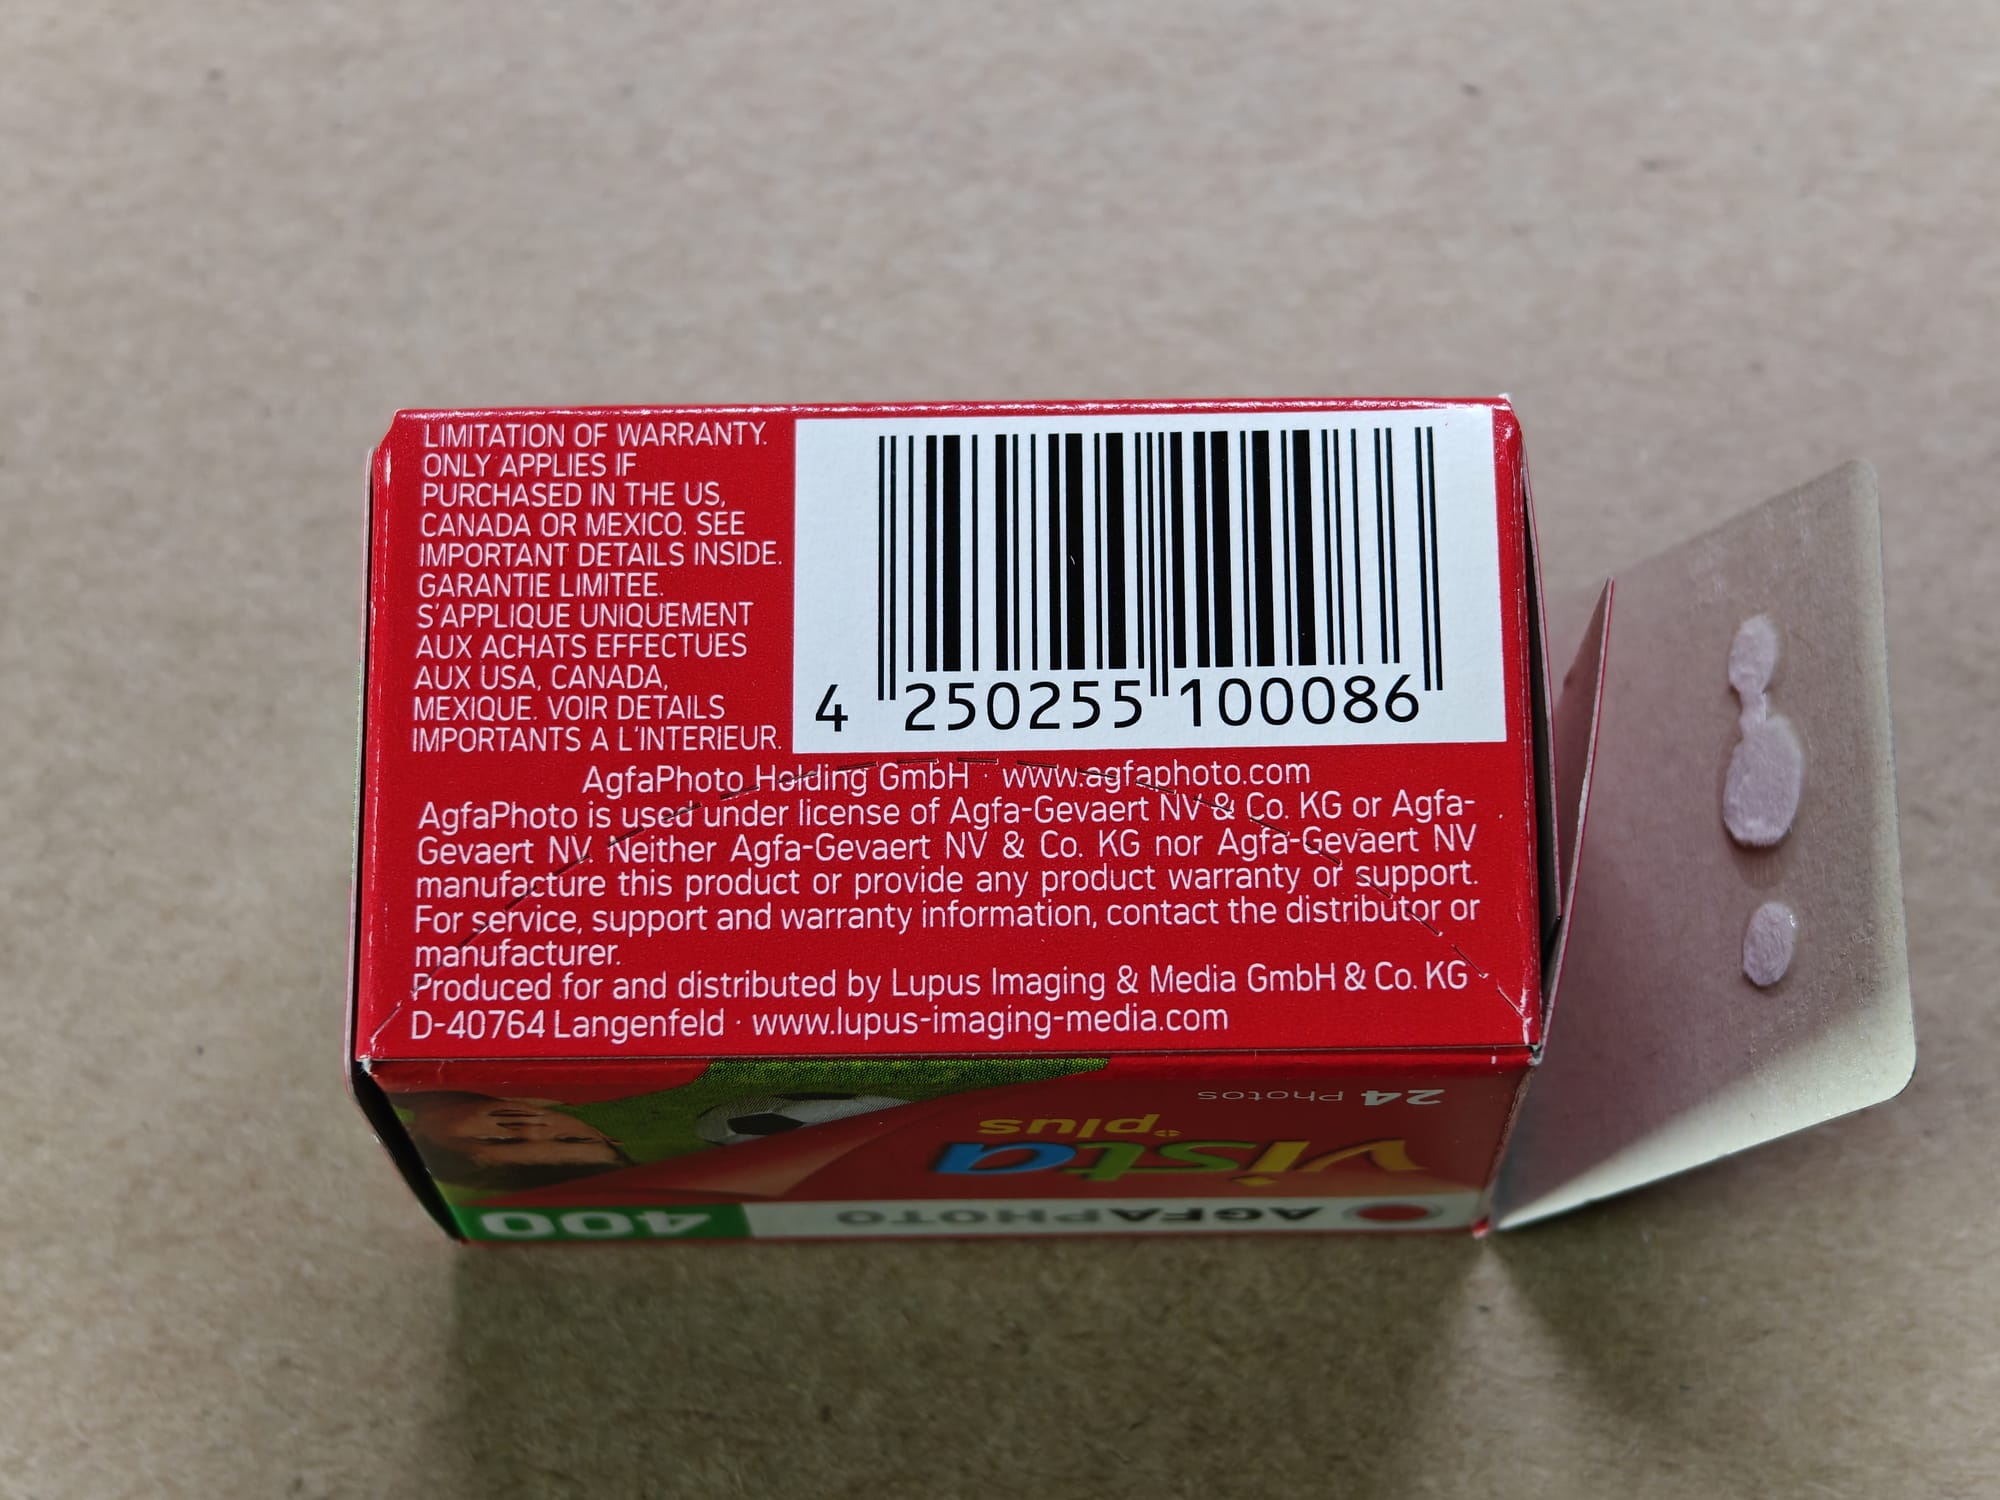 LIMITATION OF WARRANTY.
ONLY APPLIES IF
PURCHASED IN THE US,
CANADA OR MEXICO. SEE
IMPORTANT DETAILS INSIDE.
GARANTIE LIMITEE.
S'APPLIQUE UNIQUEMENT
AUX ACHATS EFFECTUES
AUX USA, CANADA,
MEXIQUE. VOIR DETAILS
IMPORTANTS A L'INTERIEUR.
4 250255 100086
AgfaPhoto Holding GmbH · www.agfaphoto.com
AgfaPhoto is used under license of Agfa-Gevaert NV & Co. KG or Agfa-
Gevaert NV. Neither Agfa-Gevaert NV & Co. KG nor Agfa-Gevaert NV
manufacture this product or provide any product warranty or support.
For service, support and warranty information, contact the distributor or
manufacturer.
Produced for and distributed by Lupus Imaging & Media GmbH & Co. KG
D-40764 Langenfeld · www.lupus-imaging-media.com
24 Photos
vista
plus
AGFAPHOTO
400